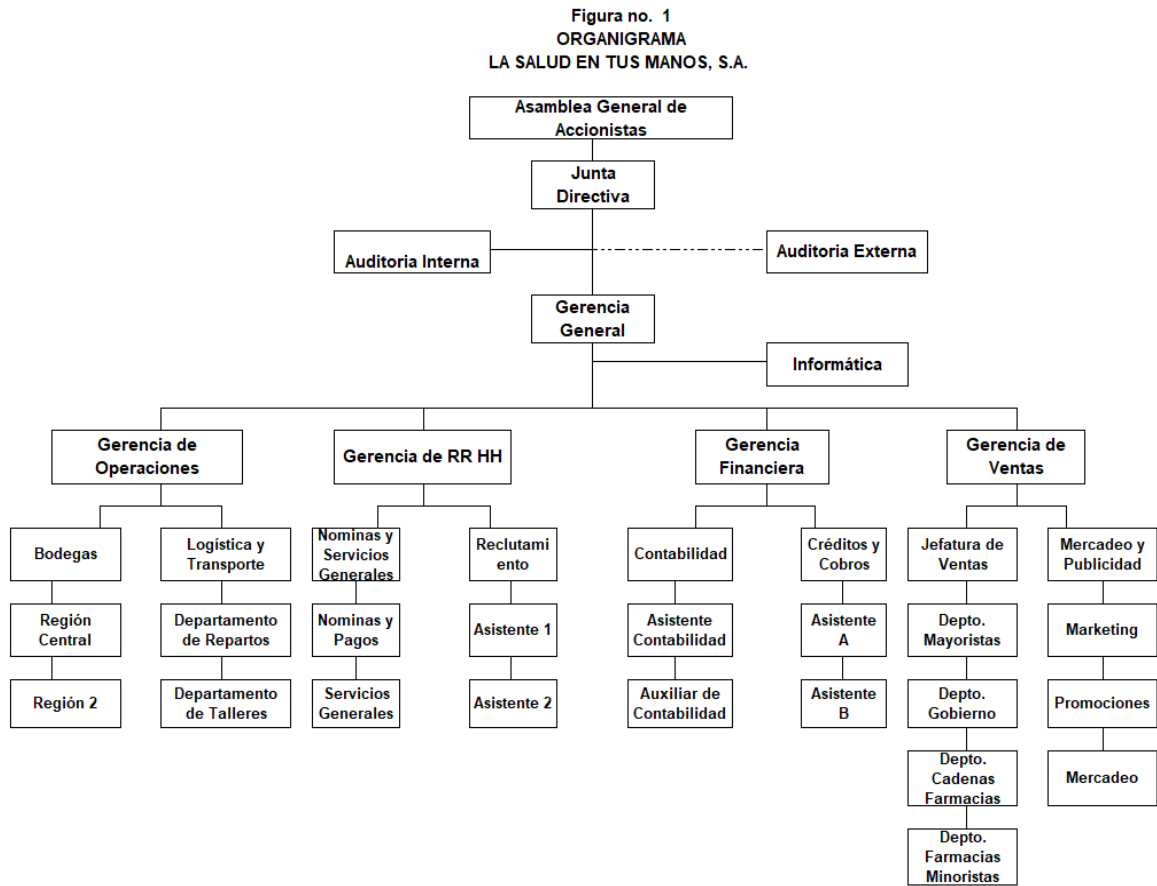 Figura no. 1
ORGANIGRAMA
LA SALUD EN TUS MANOS, S.A.
Asamblea General de
Accionistas
Junta
Directiva
Auditoria Interna
Auditoria Externa
Gerencia
General
Informática
Gerencia de
Operaciones
Gerencia de RR HH
Gerencia
Financiera
Gerencia de
Ventas
Bodegas
Logística y
Transporte
Nominas y
Servicios
Generales
Reclutami
ento
Contabilidad
Créditos y
Cobros
Jefatura de
Ventas
Mercadeo y
Publicidad
Región
Central
Departamento
de Repartos
Nominas y
Pagos
Asistente 1
Asistente
Contabilidad
Asistente
A
Depto.
Mayoristas
Marketing
Región 2
Departamento
de Talleres
Servicios
Generales
Asistente 2
Auxiliar de
Contabilidad
Asistente
B
Depto.
Gobierno
Promociones
Depto.
Cadenas
Farmacias
Mercadeo
Depto.
Farmacias
Minoristas